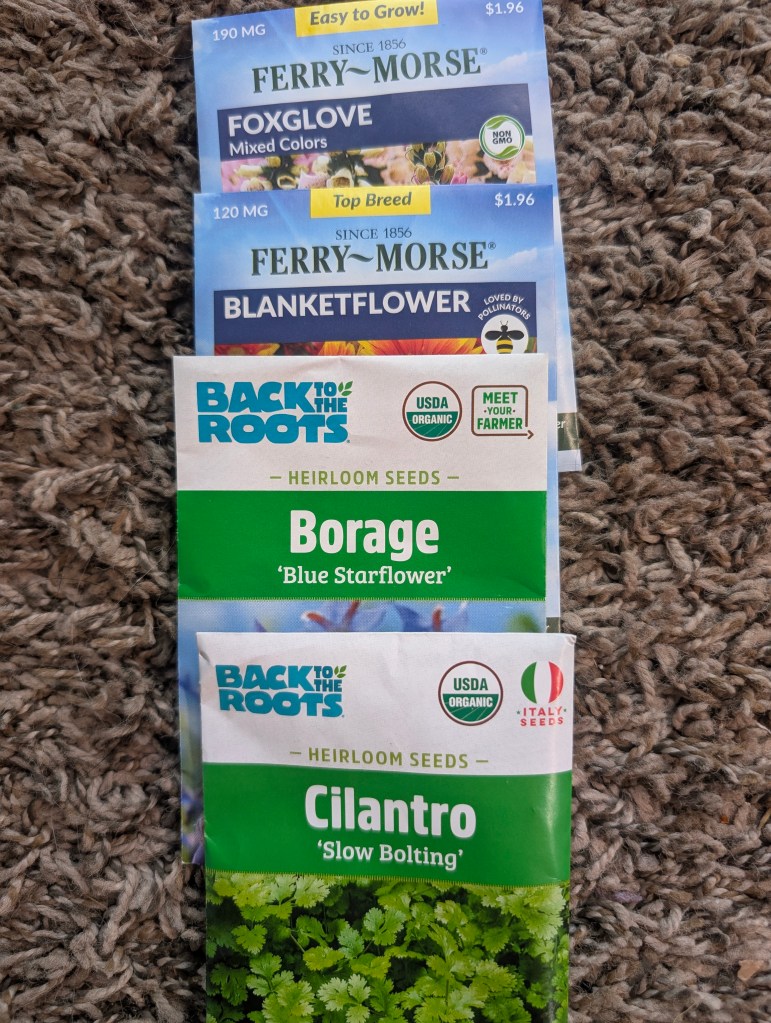 Easy to Grow!
190 MG
$1.96
SINCE 1856
FERRY~MORSE®
FOXGLOVE
Mixed Colors
NON
GMO
Top Breed
120 MG
$1.96
SINCE 1856
FERRY~MORSE®
BLANKETFLOWER
LOVED BY
POLLINATORS
er
BACK TO THE
ROOTS
USDA
ORGANIC
MEET
·YOUR·
FARMER
– HEIRLOOM SEEDS –
Borage
'Blue Starflower'
BACK TO THE
ROOTS
USDA
ORGANIC
ITALY
SEEDS
– HEIRLOOM SEEDS –
Cilantro
'Slow Bolting'